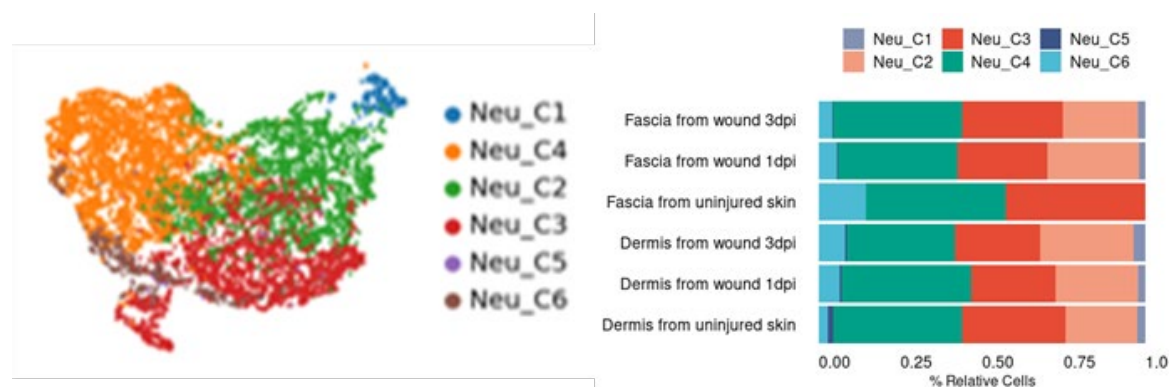 Neu_C1
Neu_C4
Neu_C2
Neu_C3
Neu_C5
Neu_C6
Neu_C1 Neu_C3 Neu_C5
Neu_C2 Neu_C4 Neu_C6
Fascia from wound 3dpi
Fascia from wound 1dpi
Fascia from uninjured skin
Dermis from wound 3dpi
Dermis from wound 1dpi
Dermis from uninjured skin
0.00 0.25 0.50 0.75 1.0
% Relative Cells